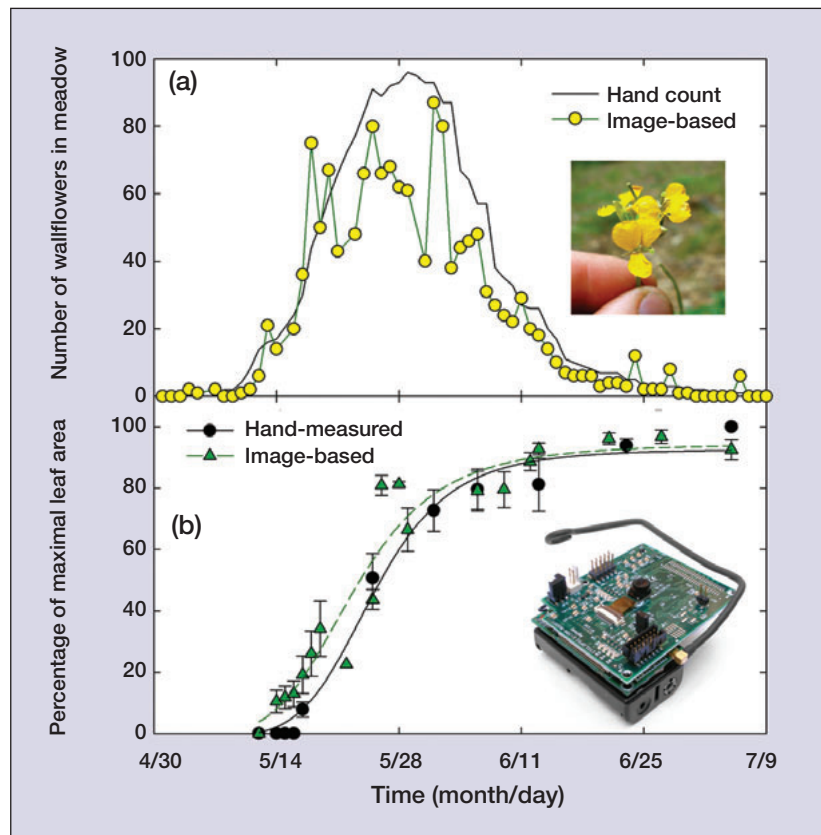 (a)
Hand count
Image-based
Number of wallflowers in meadow
100
80
60
40
20
0
(b)
Hand-measured
Image-based
Percentage of maximal leaf area
100
80
60
40
20
0
4/30 5/14 5/28 6/11 6/25 7/9
Time (month/day)